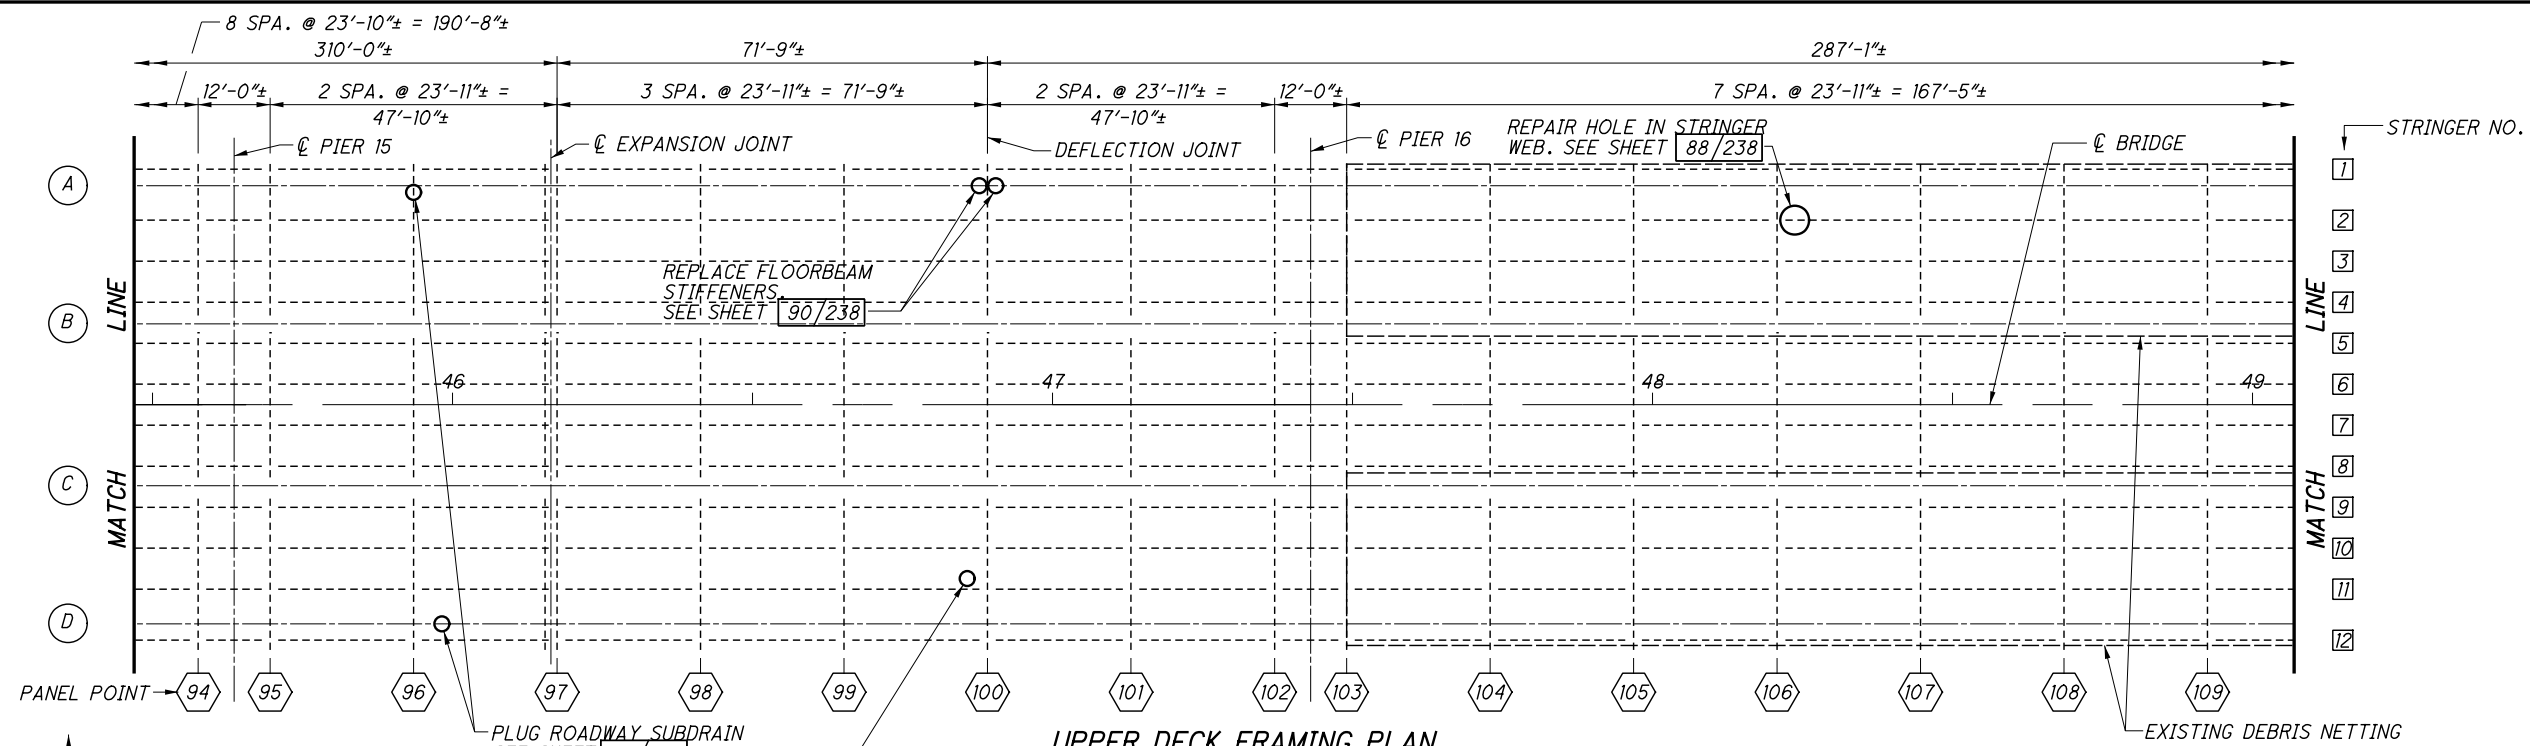 8 SPA. @ 23'-10"± = 190'-8"±
310'-0"±
71'-9"±
287'-1"±
12'-0"±
2 SPA. @ 23'-11"± =
47'-10"±
3 SPA. @ 23'-11"± = 71'-9"±
2 SPA. @ 23'-11"± =
47'-10"±
12'-0"±
7 SPA. @ 23'-11"± = 167'-5"±
℄ PIER 15
℄ EXPANSION JOINT
DEFLECTION JOINT
℄ PIER 16
REPAIR HOLE IN STRINGER
WEB. SEE SHEET 88/238
℄ BRIDGE
STRINGER NO.
A
B
C
D
MATCH LINE
REPLACE FLOORBEAM
STIFFENERS.
SEE SHEET 90/238
46
47
48
49
MATCH LINE
1
2
3
4
5
6
7
8
9
10
11
12
PANEL POINT
94
95
96
97
98
99
100
101
102
103
104
105
106
107
108
109
PLUG ROADWAY SUBDRAIN
UPPER DECK FRAMING PLAN
EXISTING DEBRIS NETTING